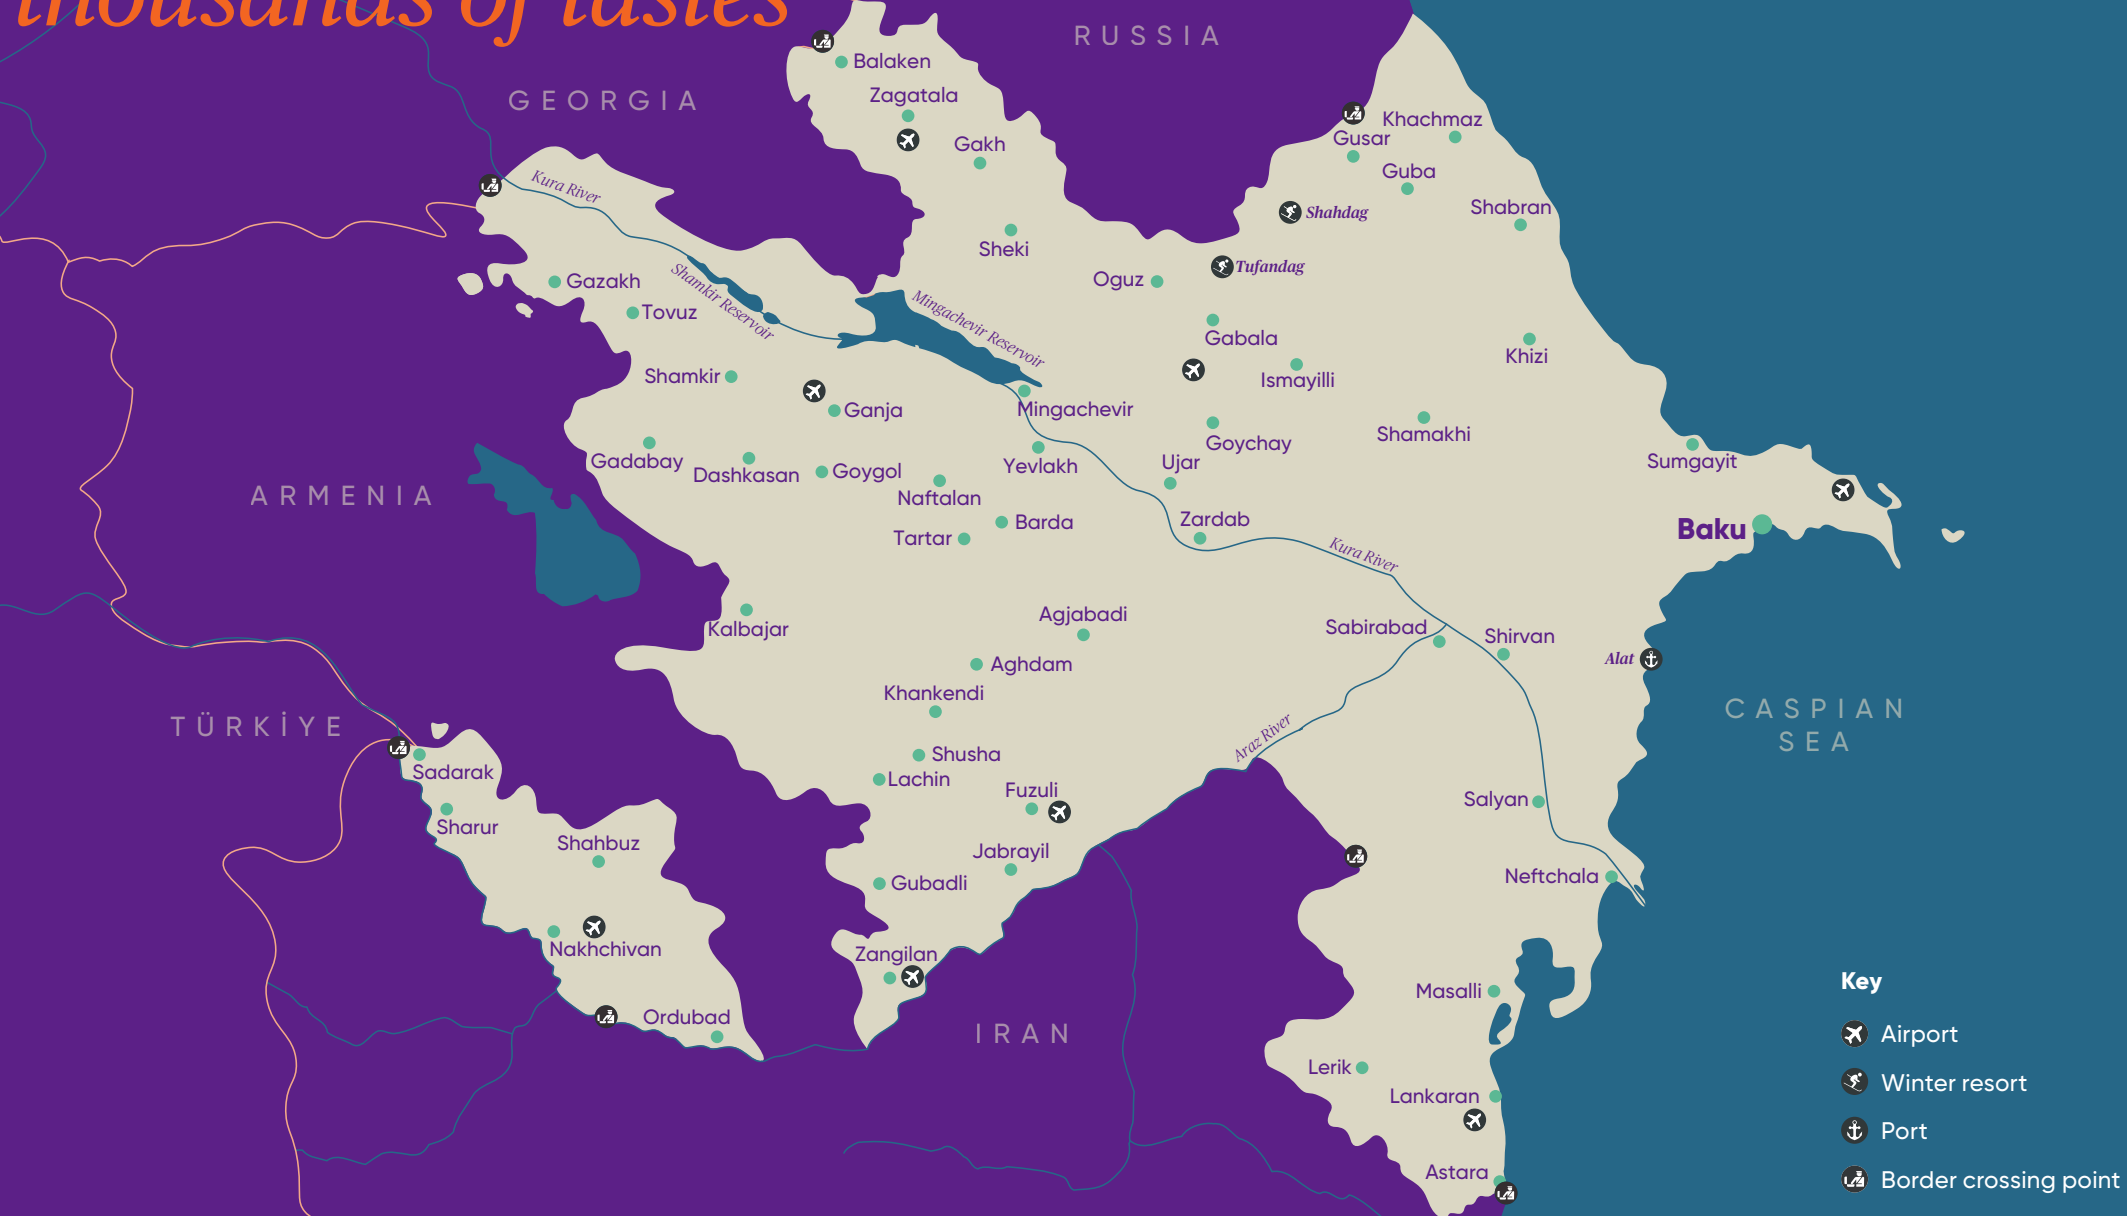 thousands of tastes
RUSSIA
GEORGIA
Balaken
Zagatala
Gakh
Khachmaz
Gusar
Guba
Kura River
Shahdag
Shabran
Sheki
Tufandag
Oguz
Gazakh
Shamkir Reservoir
Tovuz
Mingachevir Reservoir
Gabala
Khizi
Shamkir
Ismayilli
Ganja
Mingachevir
Shamakhi
Goychay
Gadabay
Dashkasan
Goygol
Yevlakh
Ujar
Sumgayit
ARMENIA
Naftalan
Barda
Zardab
Baku
Tartar
Kura River
Kalbajar
Agjabadi
Sabirabad
Shirvan
Alat
Aghdam
Khankendi
CASPIAN
SEA
TÜRKİYE
Araz River
Shusha
Sadarak
Lachin
Fuzuli
Salyan
Sharur
Shahbuz
Jabrayil
Gubadli
Neftchala
Nakhchivan
Zangilan
Masalli
Ordubad
IRAN
Lerik
Lankaran
Astara
Key
Airport
Winter resort
Port
Border crossing point